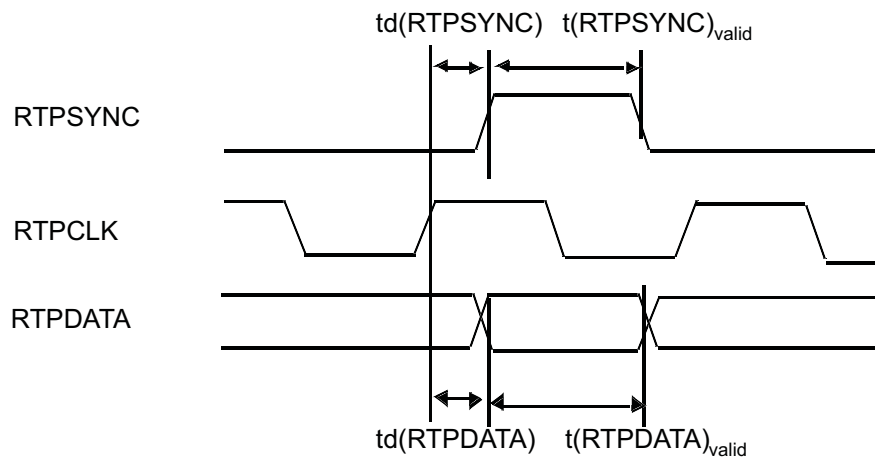 td(RTPSYNC) t(RTPSYNC)valid
RTPSYNC
RTPCLK
RTPDATA
td(RTPDATA) t(RTPDATA)valid